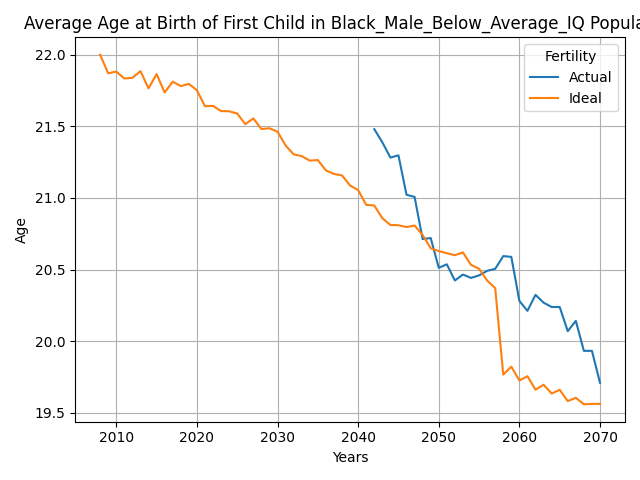 Average Age at Birth of First Child in Black_Male_Below_Average_IQ Popula
22.0
21.5
21.0
20.5
20.0
19.5
Age
Fertility
Actual
Ideal
2010 2020 2030 2040 2050 2060 2070
Years